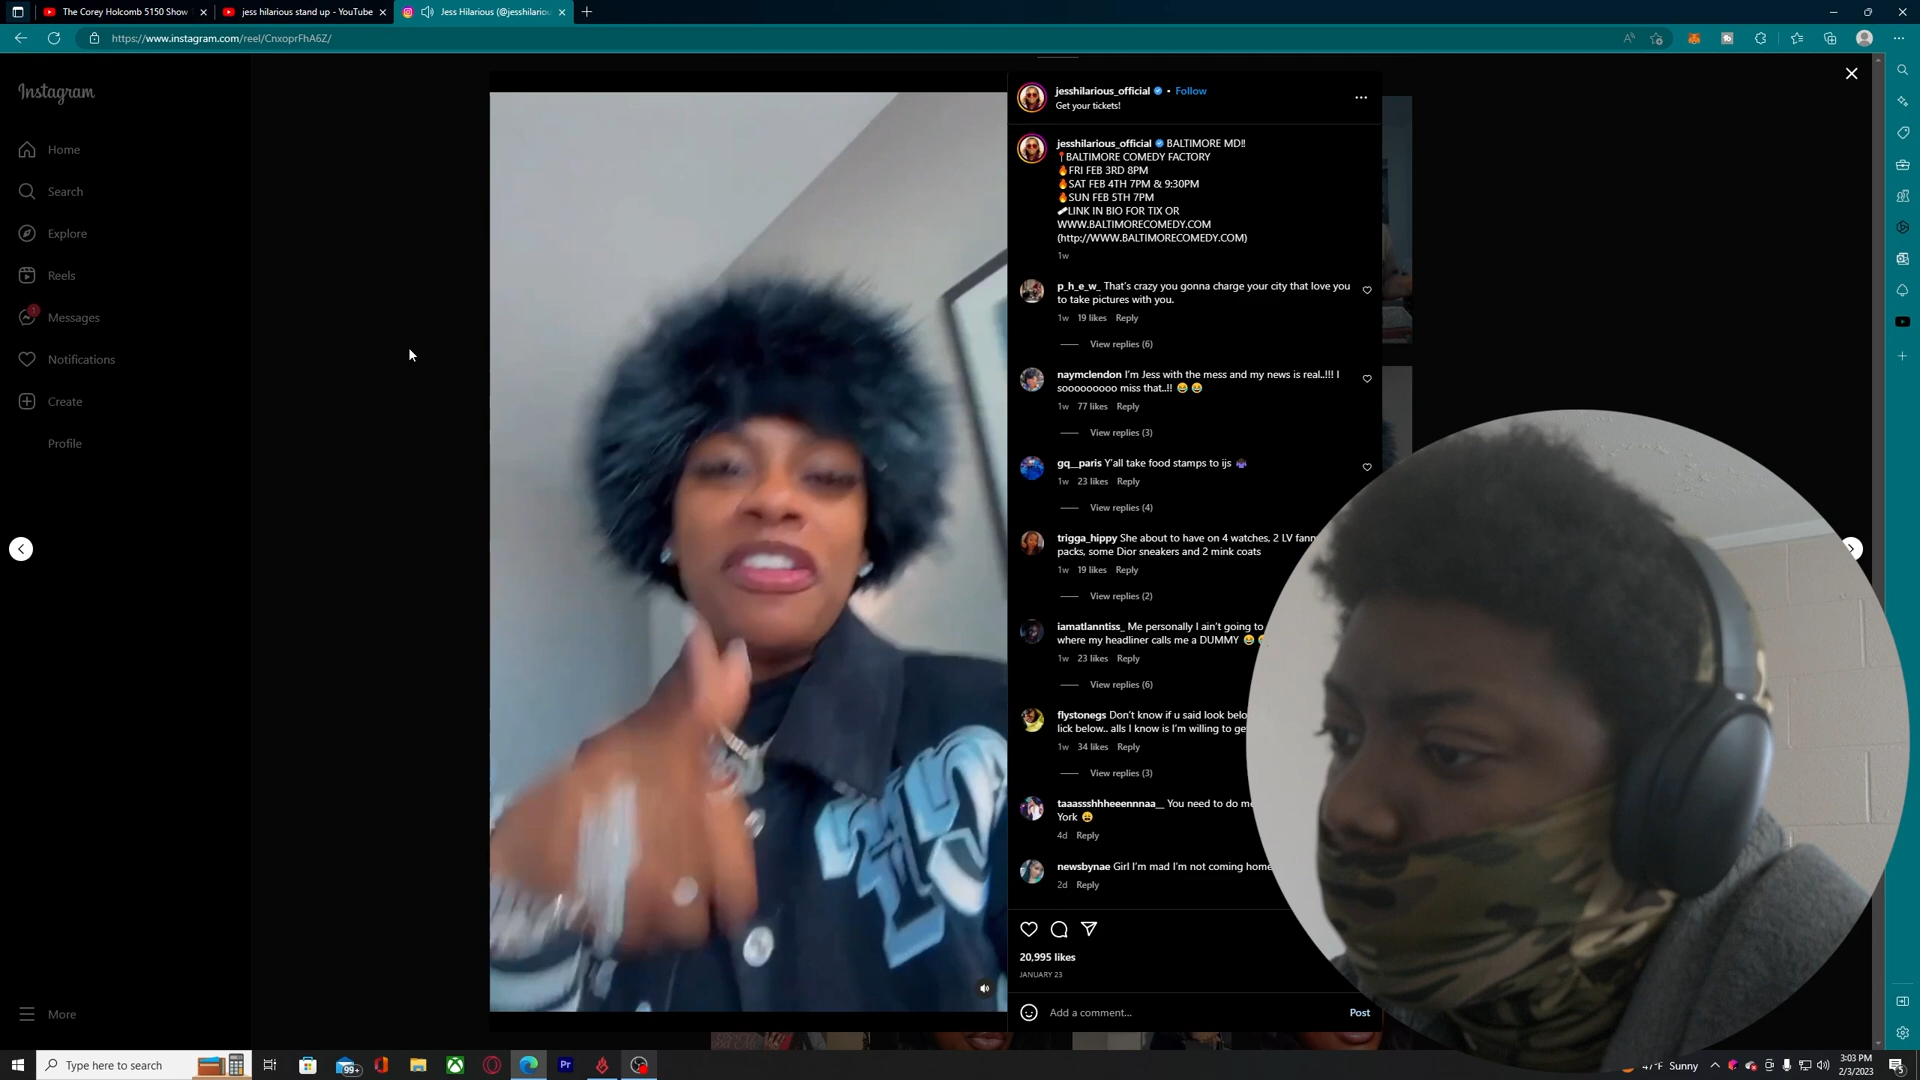 The Corey Holcomb 5150 Show
jess hilarious stand up - YouTube
Jess Hilarious (@jesshilariou
https://www.instagram.com/reel/CnxoprFhA6Z/
Instagram
Home
Search
Explore
Reels
1
Messages
Notifications
Create
Profile
More
jesshilarious_official • Follow
Get your tickets!
jesshilarious_official BALTIMORE MD‼
📍BALTIMORE COMEDY FACTORY
🔥FRI FEB 3RD 8PM
🔥SAT FEB 4TH 7PM & 9:30PM
🔥SUN FEB 5TH 7PM
LINK IN BIO FOR TIX OR
WWW.BALTIMORECOMEDY.COM
(http://WWW.BALTIMORECOMEDY.COM)
1w
p_h_e_w_ That's crazy you gonna charge your city that love you
to take pictures with you.
1w 19 likes Reply
View replies (6)
naymclendon I'm Jess with the mess and my news is real..!!! I
sooooooooo miss that..!! 😂 😂
1w 77 likes Reply
View replies (3)
gq__paris Y'all take food stamps to ijs
1w 23 likes Reply
View replies (4)
trigga_hippy She about to have on 4 watches, 2 LV fann
packs, some Dior sneakers and 2 mink coats
1w 19 likes Reply
View replies (2)
iamatlanntiss_ Me personally I ain't going to
where my headliner calls me a DUMMY 😂
1w 23 likes Reply
View replies (6)
flystonegs Don't know if u said look belo
lick below.. alls I know is I'm willing to ge
1w 34 likes Reply
View replies (3)
taaassshhheeennnaa__ You need to do me
York 😩
4d Reply
newsbynae Girl I'm mad I'm not coming home
2d Reply
20,995 likes
JANUARY 23
Add a comment... Post
Type here to search
99+
Pr
47°F Sunny
3:03 PM
2/3/2023
5